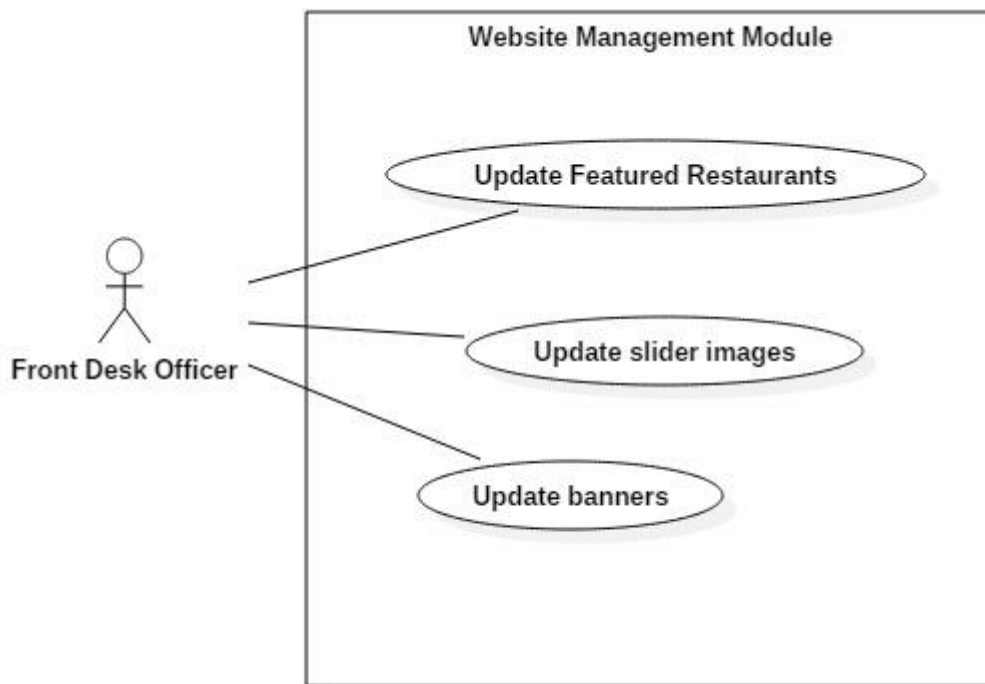 Website Management Module
Update Featured Restaurants
Front Desk Officer
Update slider images
Update banners